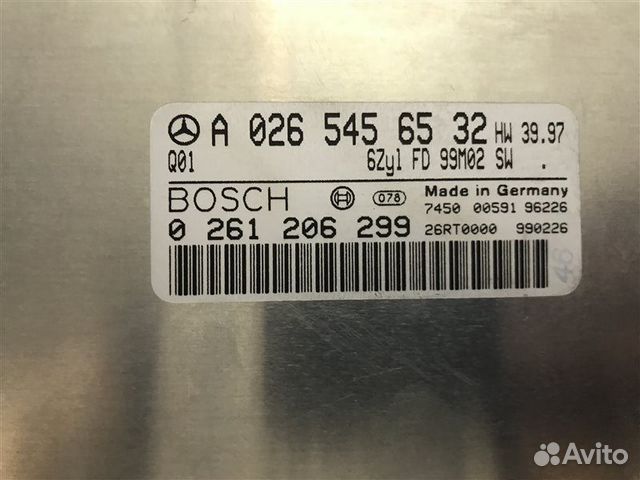 A 026 545 65 32 HW 39.97
Q01 6Zyl FD 99M02 SW .
BOSCH 078 Made in Germany
7450 00591 96226
0 261 206 299 26RT0000 990226
46
Avito